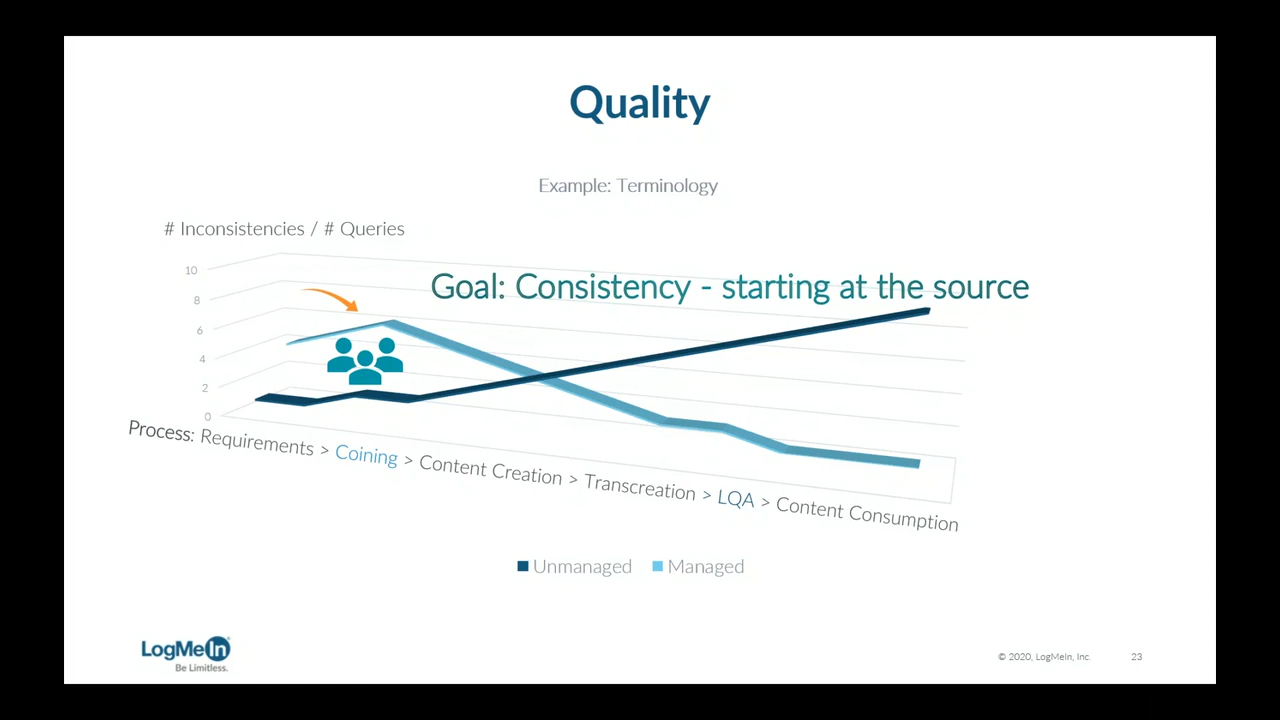 Quality
Example: Terminology
# Inconsistencies / # Queries
Goal: Consistency - starting at the source
10
8
6
4
2
0
Process: Requirements > Coining > Content Creation > Transcreation > LQA > Content Consumption
Unmanaged Managed
LogMeIn
Be Limitless.
© 2020, LogMeIn, Inc. 23